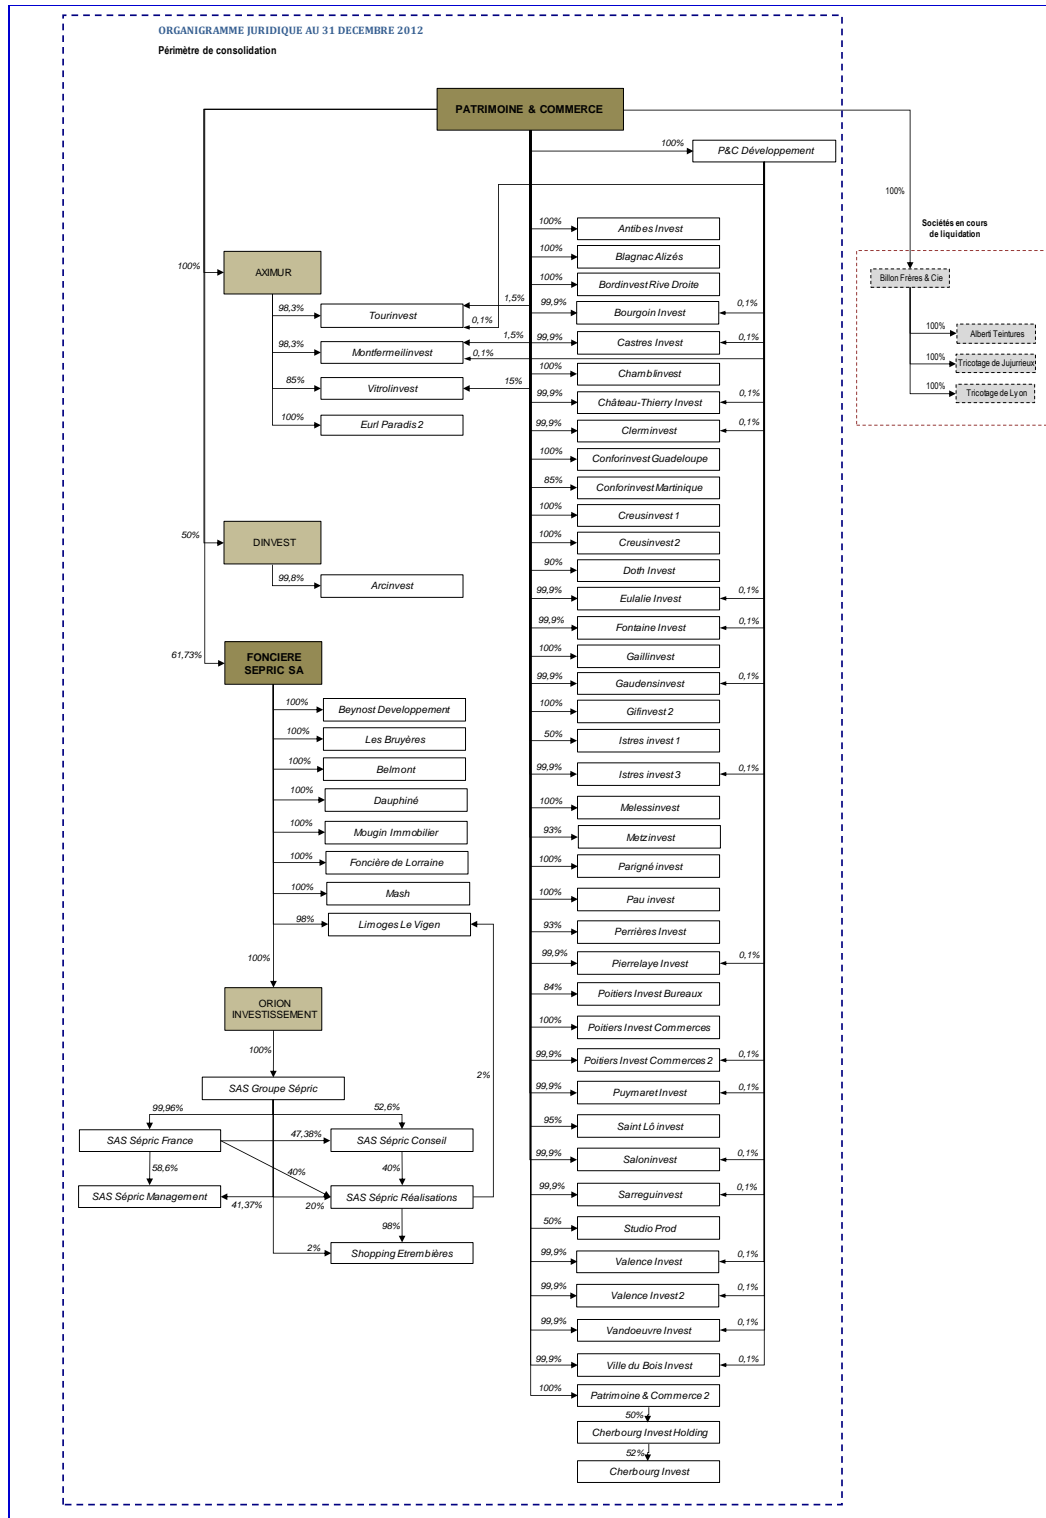 ORGANIGRAMME JURIDIQUE AU 31 DECEMBRE 2012
Périmètre de consolidation
PATRIMOINE & COMMERCE
100%
P&C Développement
100%
Sociétés en cours
de liquidation
Billon Frères & Cie
100%
Alberti Teintures
100%
Tricotage de Jujurrieux
100%
Tricotage de Lyon
100%
AXIMUR
98,3%
Tourinvest
1,5%
0,1%
98,3%
Montfermeilinvest
1,5%
0,1%
85%
Vitrolinvest
15%
100%
Eurl Paradis 2
50%
DINVEST
99,8%
Arcinvest
61,73%
FONCIERE
SEPRIC SA
100%
Beynost Developpement
100%
Les Bruyères
100%
Belmont
100%
Dauphiné
100%
Mougin Immobilier
100%
Foncière de Lorraine
100%
Mash
98%
Limoges Le Vigen
100%
ORION
INVESTISSEMENT
100%
2%
SAS Groupe Sépric
99,96%
52,6%
SAS Sépric France
47,38%
SAS Sépric Conseil
58,6%
40%
40%
SAS Sépric Management
41,37%
20%
SAS Sépric Réalisations
98%
2%
Shopping Etrembières
100%
Antibes Invest
100%
Blagnac Alizés
100%
Bordinvest Rive Droite
99,9%
Bourgoin Invest
0,1%
99,9%
Castres Invest
0,1%
100%
Chamblinvest
99,9%
Château-Thierry Invest
0,1%
99,9%
Clerminvest
0,1%
100%
Conforinvest Guadeloupe
85%
Conforinvest Martinique
100%
Creusinvest 1
100%
Creusinvest 2
90%
Doth Invest
99,9%
Eulalie Invest
0,1%
99,9%
Fontaine Invest
0,1%
100%
Gaillinvest
99,9%
Gaudensinvest
0,1%
100%
Gifinvest 2
50%
Istres invest 1
99,9%
Istres invest 3
0,1%
100%
Melessinvest
93%
Metzinvest
100%
Parigné invest
100%
Pau invest
93%
Perrières Invest
99,9%
Pierrelaye Invest
0,1%
84%
Poitiers Invest Bureaux
100%
Poitiers Invest Commerces
99,9%
Poitiers Invest Commerces 2
0,1%
99,9%
Puymaret Invest
0,1%
95%
Saint Lô invest
99,9%
Saloninvest
0,1%
99,9%
Sarreguinvest
0,1%
50%
Studio Prod
99,9%
Valence Invest
0,1%
99,9%
Valence Invest 2
0,1%
99,9%
Vandoeuvre Invest
0,1%
99,9%
Ville du Bois Invest
0,1%
100%
Patrimoine & Commerce 2
50%
Cherbourg Invest Holding
52%
Cherbourg Invest